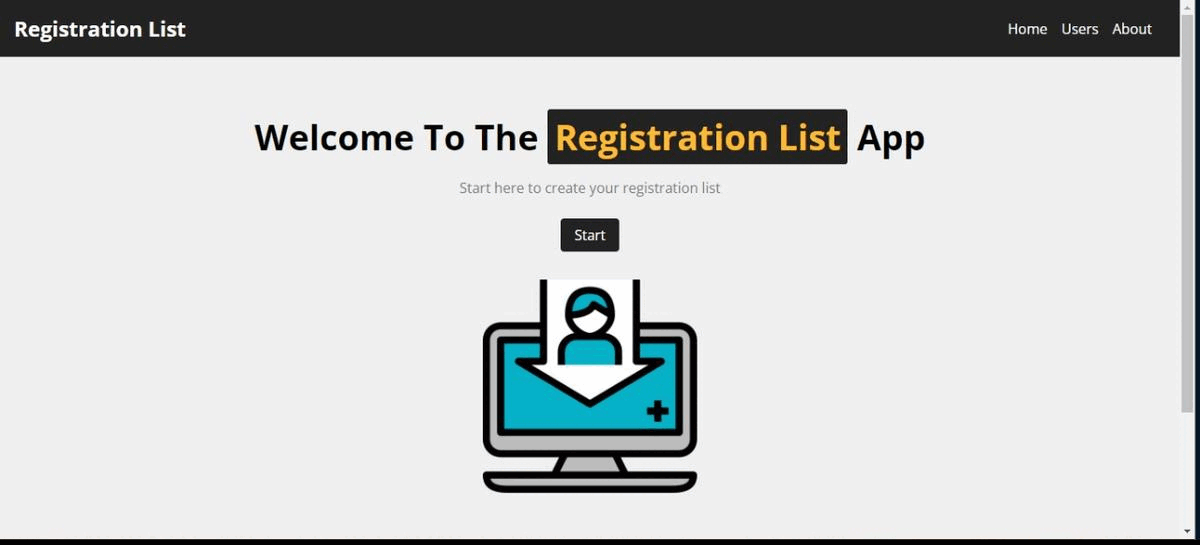 Registration List
Home Users About
Welcome To The Registration List App
Start here to create your registration list
Start